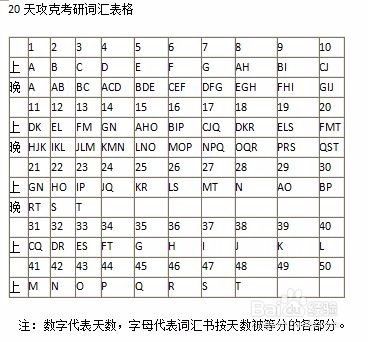 20 天攻克考研词汇表格
1 2 3 4 5 6 7 8 9 10
上 A B C D E F G AH BI CJ
晚 A AB BC ACD BDE CEF DFG EGH FHI GIJ
11 12 13 14 15 16 17 18 19 20
上 DK EL FM GN AHO BIP CJQ DKR ELS FMT
晚 HJK IKL JLM KMN LNO MOP NPQ OQR PRS QST
21 22 23 24 25 26 27 28 29 30
上 GN HO IP JQ KR LS MT N AO BP
晚 RT S T
31 32 33 34 35 36 37 38 39 40
上 CQ DR ES FT G H I J K L
41 42 43 44 45 46 47 48 49 50
上 M N O P Q R S T
注：数字代表天数，字母代表词汇书按天数被等分的各部分。